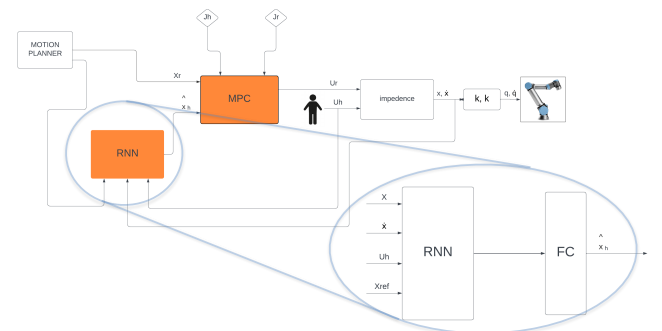 Jh
Jr
MOTION
PLANNER
Xr
^
x h
MPC
Ur
Uh
impedence
x, ẋ
k, k
q, q̇
RNN
X
ẋ
Uh
Xref
RNN
FC
^
x h